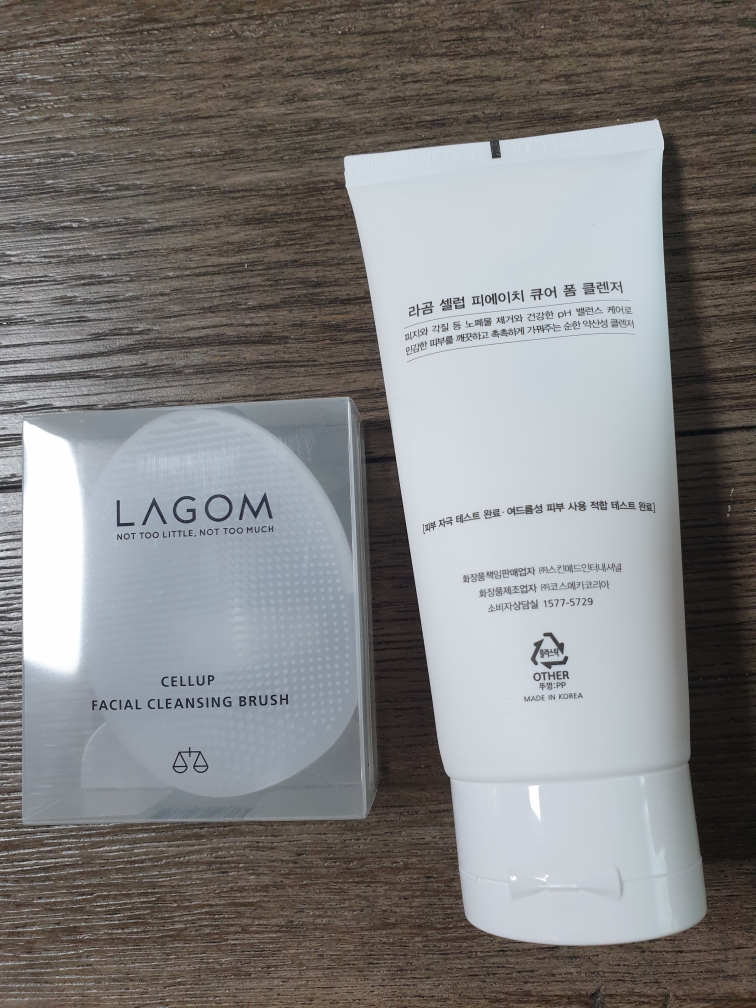 LAGOM
NOT TOO LITTLE, NOT TOO MUCH
CELLUP
FACIAL CLEANSING BRUSH
라곰 셀럽 피에이치 큐어 폼 클렌저
피지와 각질 등 노폐물 제거와 건강한 pH 밸런스 케어로
민감한 피부를 깨끗하고 촉촉하게 가꿔주는 순한 약산성 클렌저
[피부 자극 테스트 완료· 여드름성 피부 사용 적합 테스트 완료]
화장품책임판매업자 ㈜스킨메드인터내셔널
화장품제조업자 ㈜코스메카코리아
소비자상담실 1577-5729
플라스틱
OTHER
뚜껑:PP
MADE IN KOREA